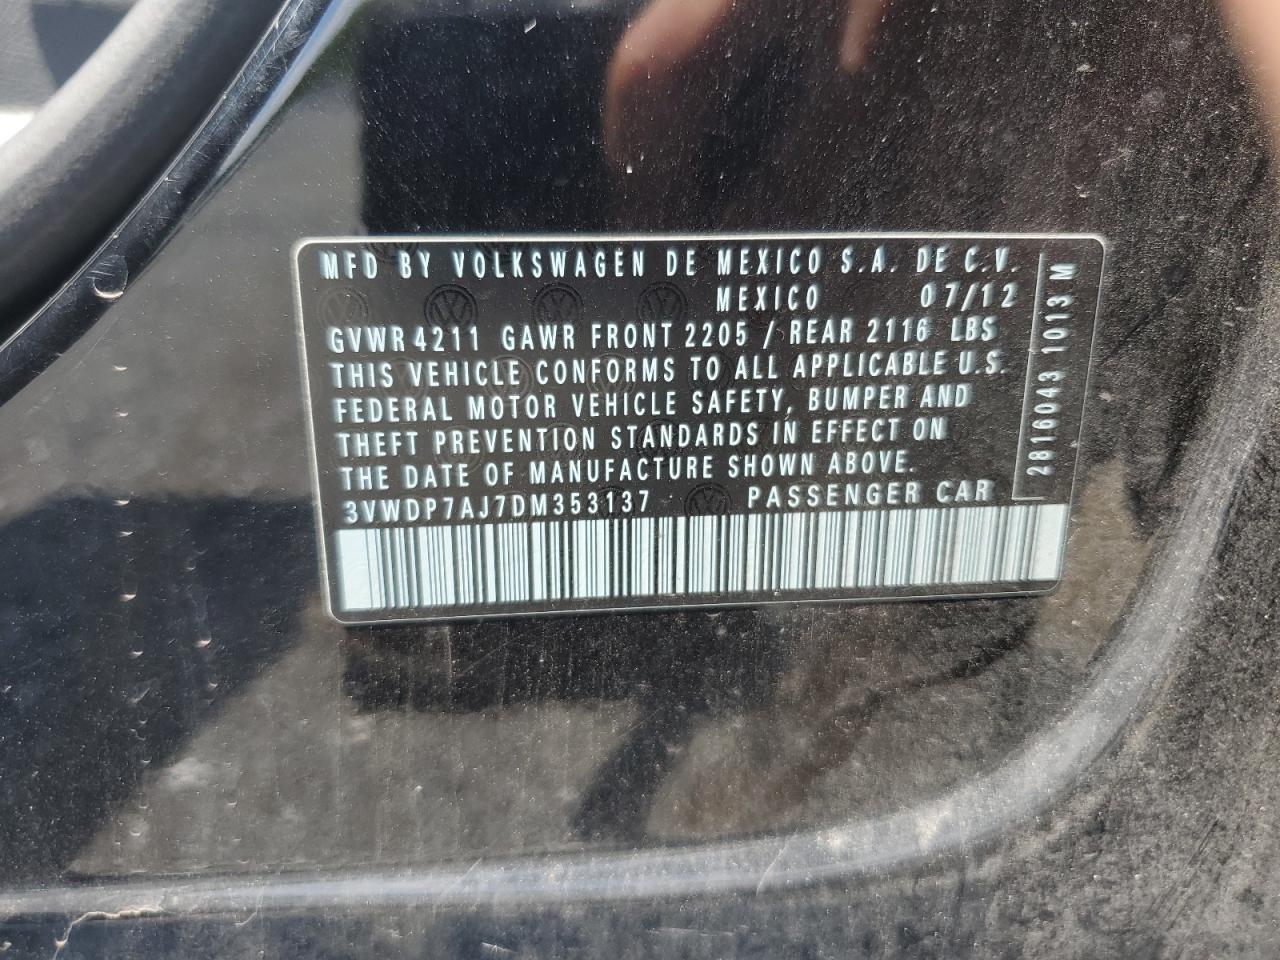 MFD BY VOLKSWAGEN DE MEXICO S.A. DE C.V.
MEXICO 07/12
GVWR 4211 GAWR FRONT 2205 / REAR 2116 LBS
THIS VEHICLE CONFORMS TO ALL APPLICABLE U.S.
FEDERAL MOTOR VEHICLE SAFETY, BUMPER AND
THEFT PREVENTION STANDARDS IN EFFECT ON
THE DATE OF MANUFACTURE SHOWN ABOVE.
3VWDP7AJ7DM353137 PASSENGER CAR
2816043 1013 M